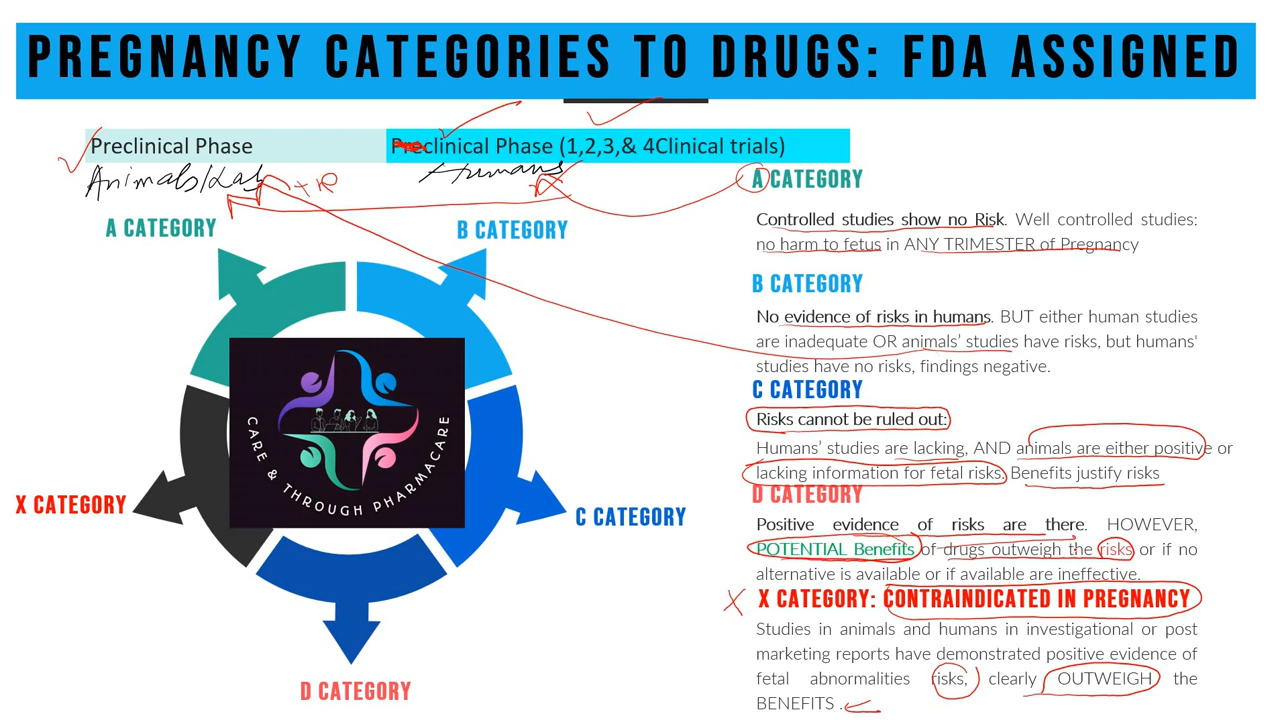 PREGNANCY CATEGORIES TO DRUGS: FDA ASSIGNED
Preclinical Phase
Preclinical Phase (1,2,3,& 4Clinical trials)
Animals/Lab +ve
Humans
A CATEGORY
B CATEGORY
X CATEGORY
C CATEGORY
D CATEGORY
CARE & THROUGH PHARMACARE
A CATEGORY
Controlled studies show no Risk. Well controlled studies:
no harm to fetus in ANY TRIMESTER of Pregnancy
B CATEGORY
No evidence of risks in humans. BUT either human studies
are inadequate OR animals' studies have risks, but humans'
studies have no risks, findings negative.
C CATEGORY
Risks cannot be ruled out:
Humans' studies are lacking, AND animals are either positive or
lacking information for fetal risks. Benefits justify risks
D CATEGORY
Positive evidence of risks are there. HOWEVER,
POTENTIAL Benefits of drugs outweigh the risks or if no
alternative is available or if available are ineffective.
X X CATEGORY: CONTRAINDICATED IN PREGNANCY
Studies in animals and humans in investigational or post
marketing reports have demonstrated positive evidence of
fetal abnormalities risks, clearly OUTWEIGH the
BENEFITS .